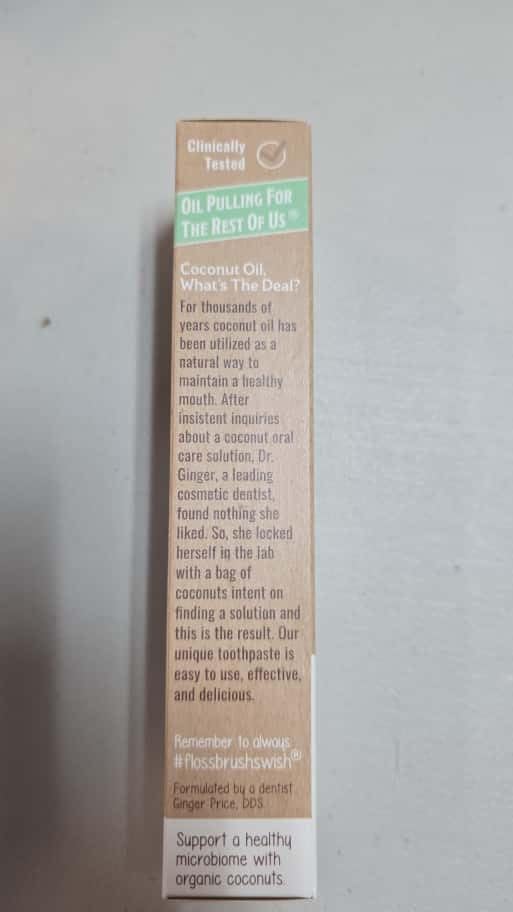 Clinically
Tested
OIL PULLING FOR
THE REST OF US®
Coconut Oil,
What's The Deal?
For thousands of
years coconut oil has
been utilized as a
natural way to
maintain a healthy
mouth. After
insistent inquiries
about a coconut oral
care solution, Dr.
Ginger, a leading
cosmetic dentist,
found nothing she
liked. So, she locked
herself in the lab
with a bag of
coconuts intent on
finding a solution and
this is the result. Our
unique toothpaste is
easy to use, effective,
and delicious.
Remember to always
#flossbrushswish®
Formulated by a dentist
Ginger Price, DDS
Support a healthy
microbiome with
organic coconuts.